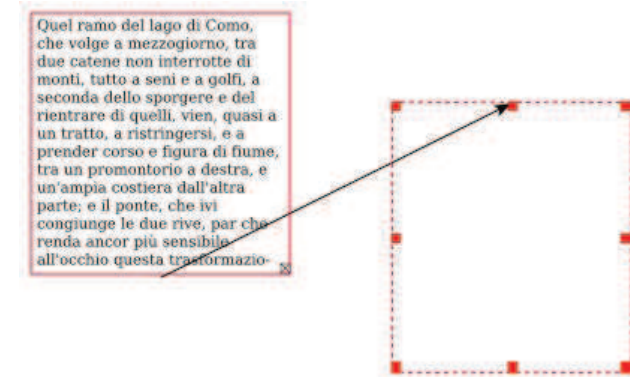 Quel ramo del lago di Como,
che volge a mezzogiorno, tra
due catene non interrotte di
monti, tutto a seni e a golfi, a
seconda dello sporgere e del
rientrare di quelli, vien, quasi a
un tratto, a ristringersi, e a
prender corso e figura di fiume,
tra un promontorio a destra, e
un'ampia costiera dall'altra
parte; e il ponte, che ivi
congiunge le due rive, par che
renda ancor più sensibile
all'occhio questa trasformazio-